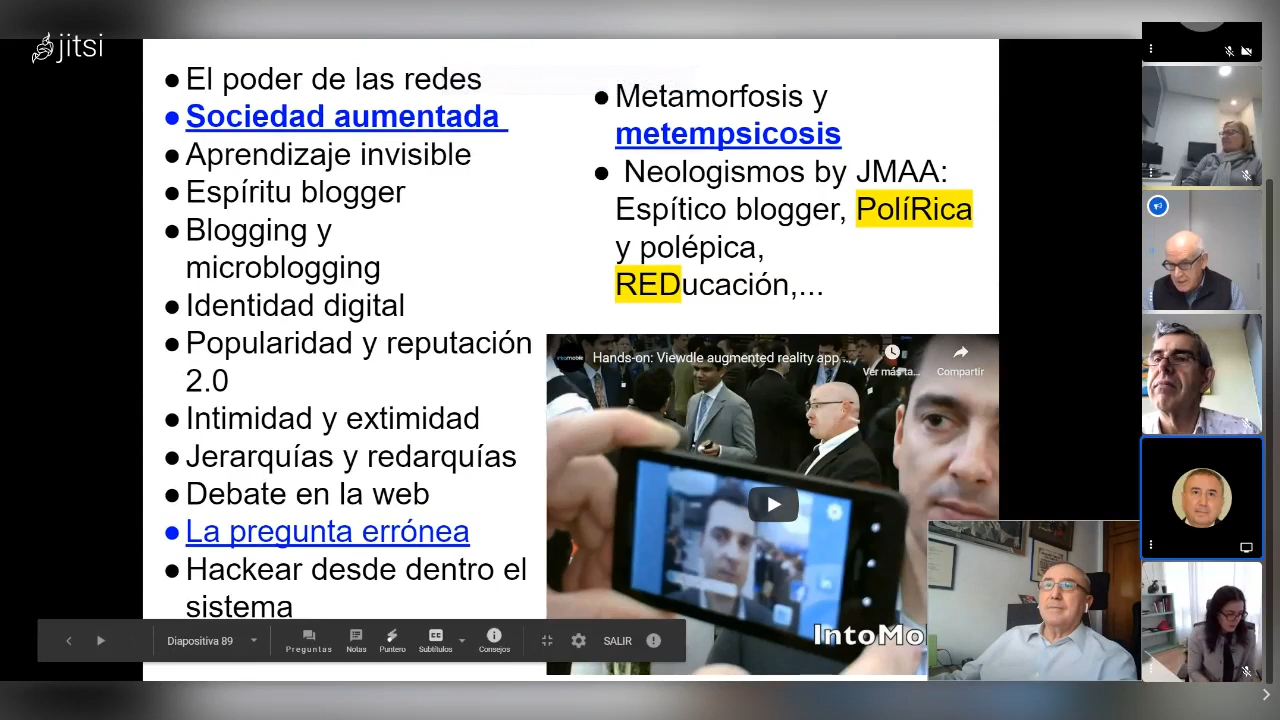 jitsi
●El poder de las redes
●Sociedad aumentada
●Aprendizaje invisible
●Espíritu blogger
●Blogging y
microblogging
●Identidad digital
●Popularidad y reputación
2.0
●Intimidad y extimidad
●Jerarquías y redarquías
●Debate en la web
●La pregunta errónea
●Hackear desde dentro el
sistema
●Metamorfosis y
metempsicosis
● Neologismos by JMAA:
Espítico blogger, PolíRica
y polépica,
REDucación,...
Hands-on: Viewdle augmented reality app ...
Ver más ta...
Compartir
IntoMo
Diapositiva 89
Preguntas
Notas
Puntero
Subtítulos
Consejos
SALIR